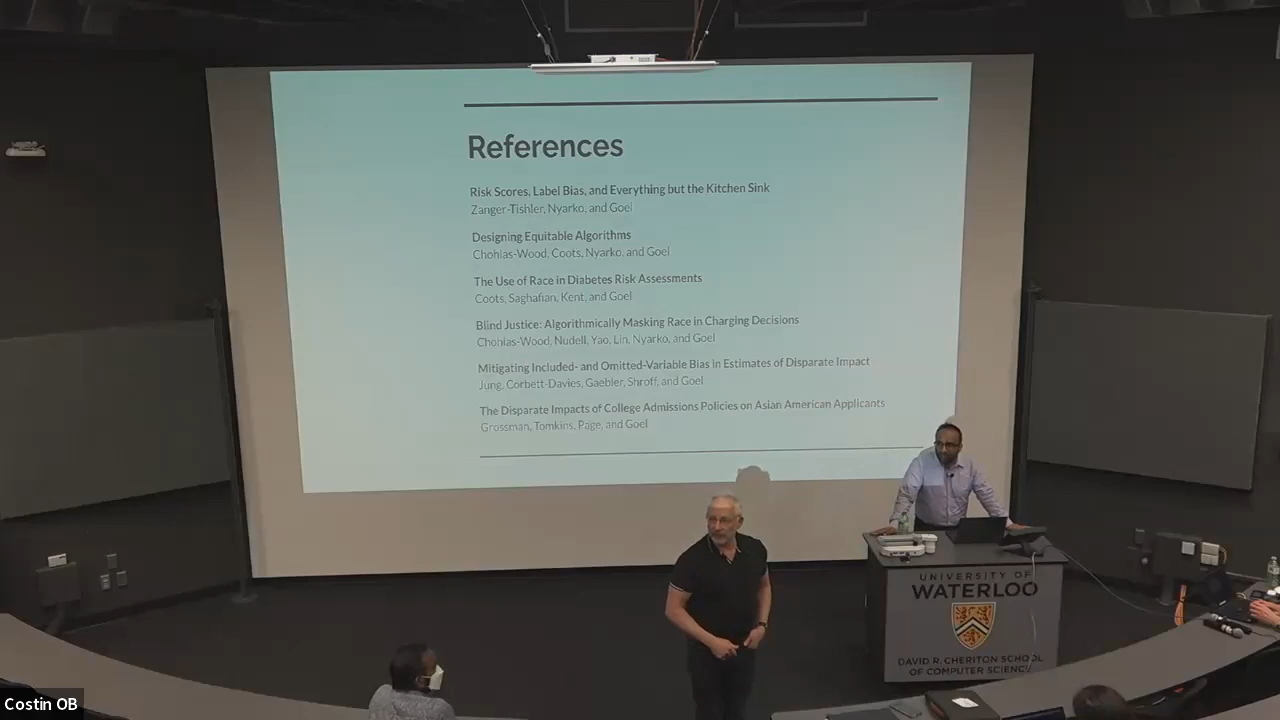 References
Risk Scores, Label Bias, and Everything but the Kitchen Sink
Zanger-Tishler, Nyarko, and Goel
Designing Equitable Algorithms
Chohlas-Wood, Coots, Nyarko, and Goel
The Use of Race in Diabetes Risk Assessments
Coots, Saghafian, Kent, and Goel
Blind Justice: Algorithmically Masking Race in Charging Decisions
Chohlas-Wood, Nudell, Yao, Lin, Nyarko, and Goel
Mitigating Included- and Omitted-Variable Bias in Estimates of Disparate Impact
Jung, Corbett-Davies, Gaebler, Shroff, and Goel
The Disparate Impacts of College Admissions Policies on Asian American Applicants
Grossman, Tomkins, Page, and Goel
UNIVERSITY OF
WATERLOO
DAVID R. CHERITON SCHOOL
OF COMPUTER SCIENCE
Costin OB